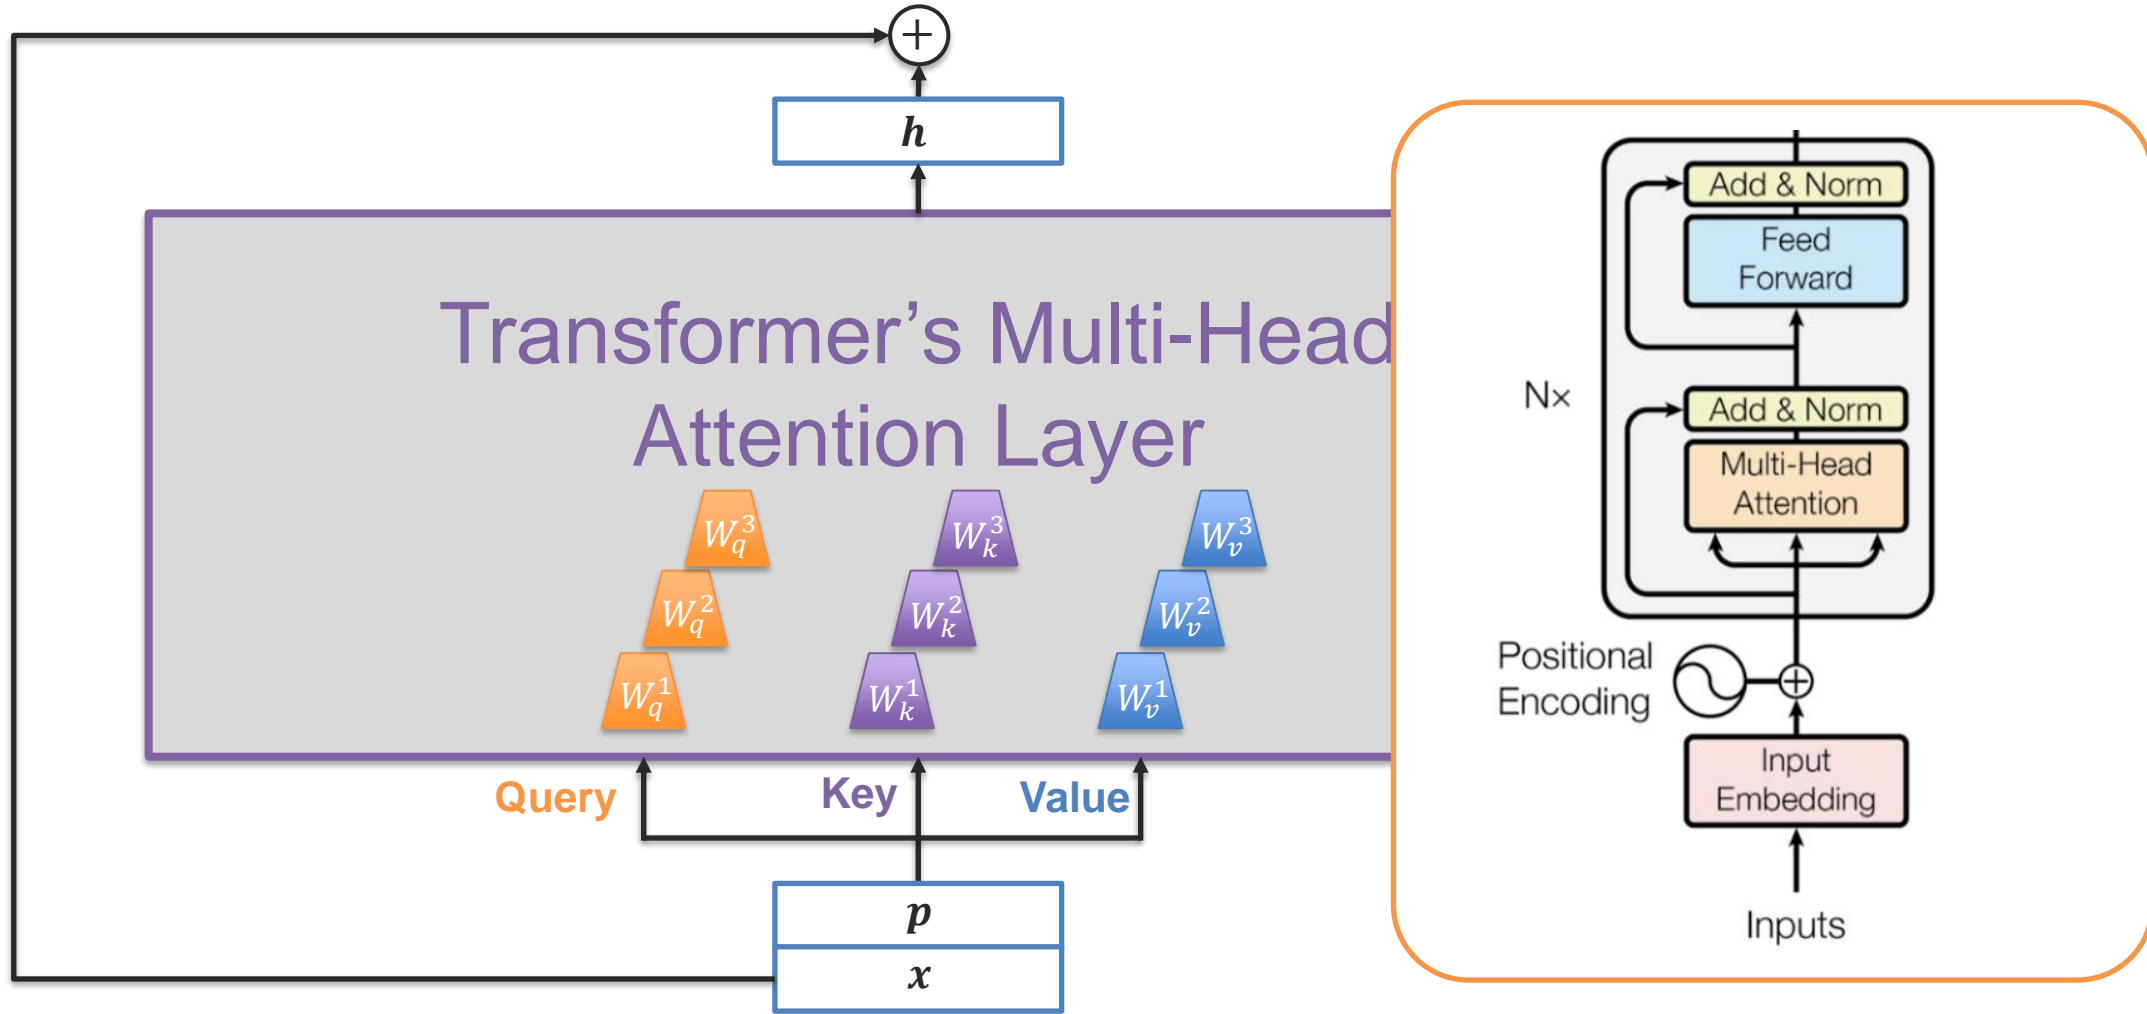 +
h
Transformer's Multi-Head
Attention Layer
W_q^3 W_k^3 W_v^3
W_q^2 W_k^2 W_v^2
W_q^1 W_k^1 W_v^1
Query Key Value
p
x
Add & Norm
Feed
Forward
N×
Add & Norm
Multi-Head
Attention
Positional
Encoding
+
Input
Embedding
Inputs